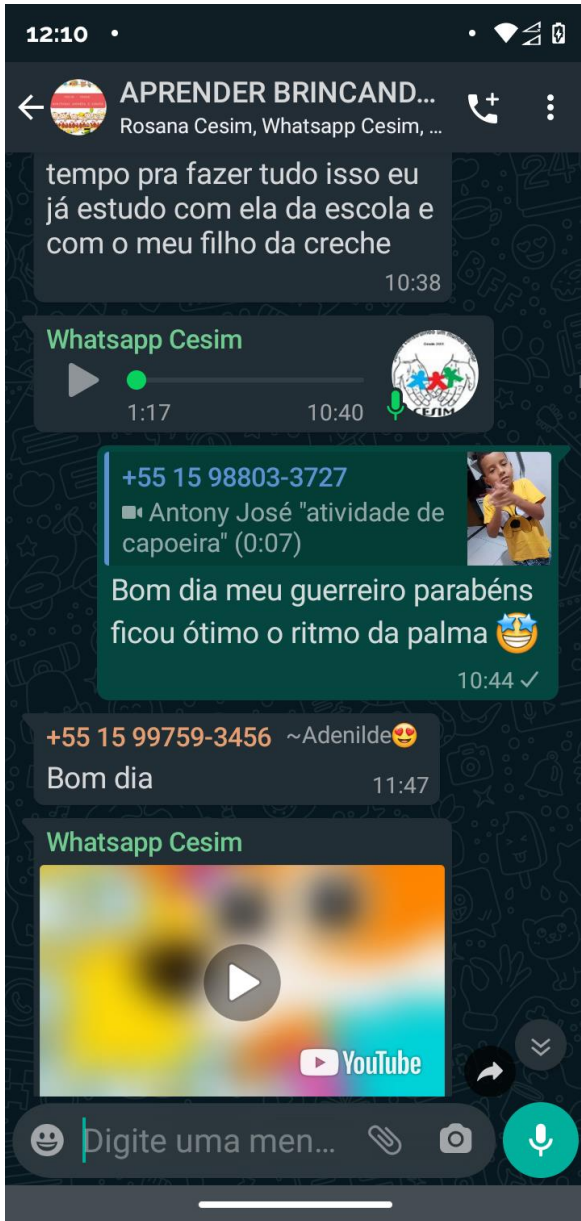 12:10
APRENDER BRINCAND...
Rosana Cesim, Whatsapp Cesim, ...
tempo pra fazer tudo isso eu
já estudo com ela da escola e
com o meu filho da creche
10:38
Whatsapp Cesim
1:17 10:40
CESIM
+55 15 98803-3727
Antony José "atividade de
capoeira" (0:07)
Bom dia meu guerreiro parabéns
ficou ótimo o ritmo da palma 🤩
10:44
+55 15 99759-3456 ~Adenilde😍
Bom dia 11:47
Whatsapp Cesim
YouTube
Digite uma men...